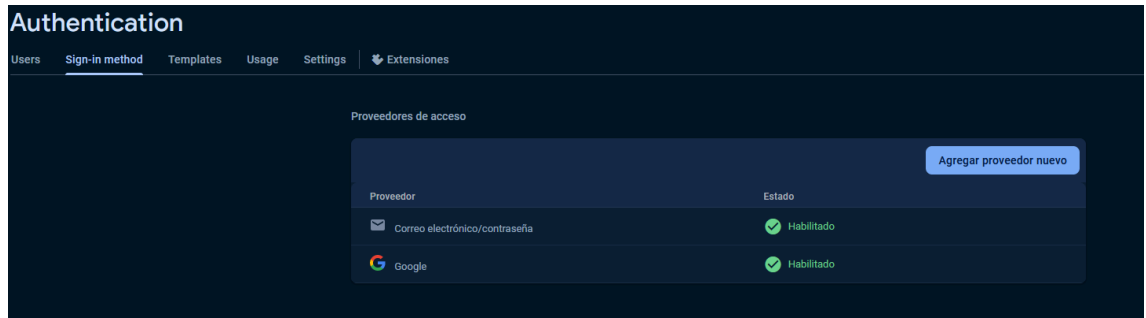 Authentication
Users Sign-in method Templates Usage Settings Extensiones
Proveedores de acceso
Agregar proveedor nuevo
Proveedor Estado
Correo electrónico/contraseña Habilitado
Google Habilitado